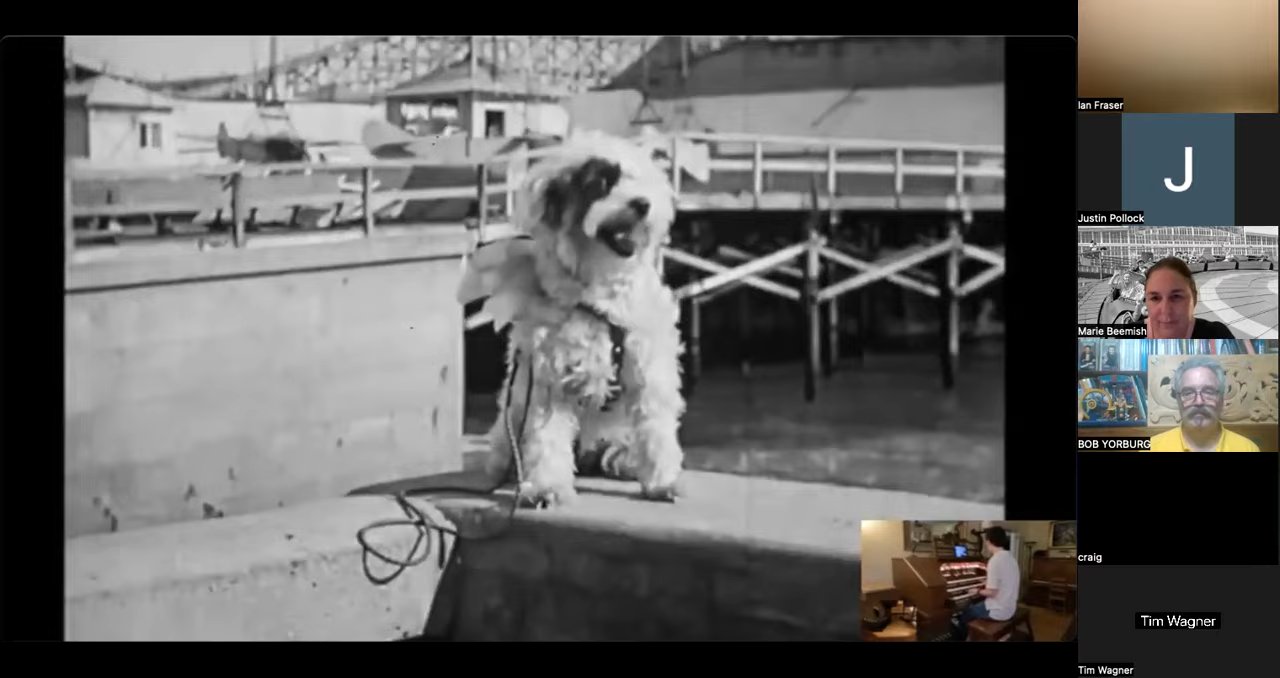 Ian Fraser
J
Justin Pollock
Marie Beemish
BOB YORBURG
craig
Tim Wagner
Tim Wagner